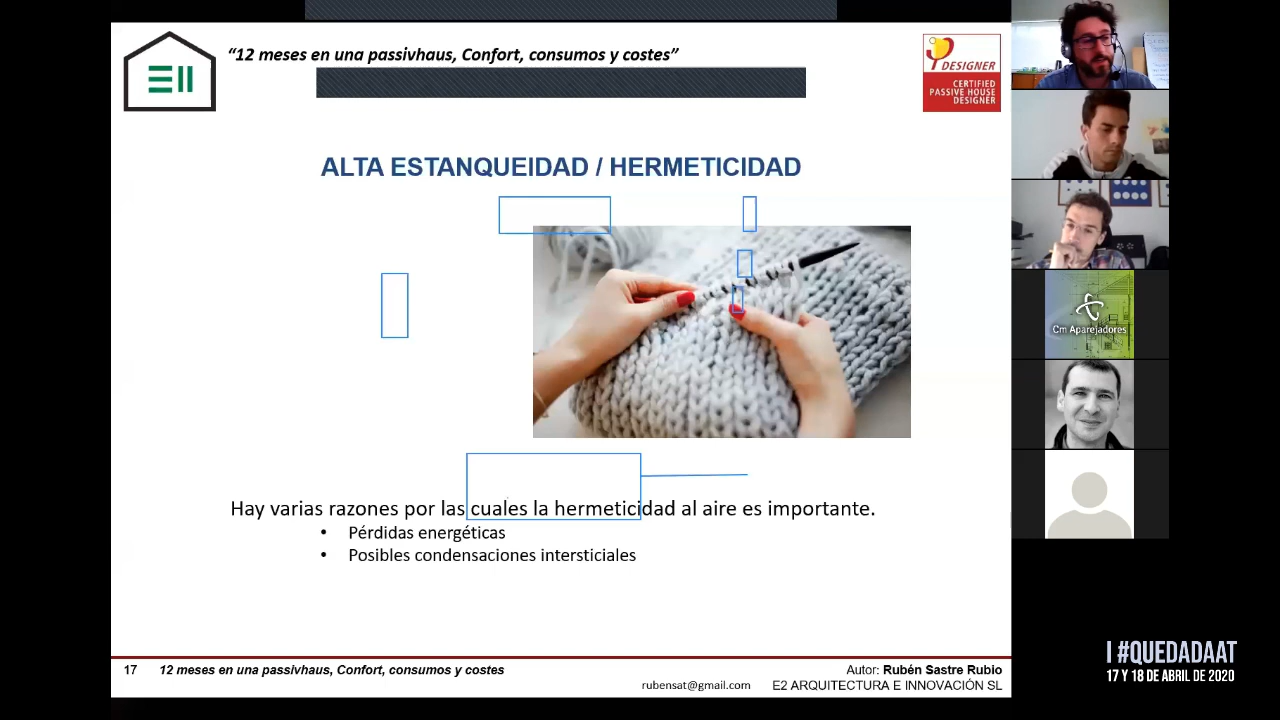 “12 meses en una passivhaus, Confort, consumos y costes”
DESIGNER
CERTIFIED
PASSIVE HOUSE
DESIGNER
ALTA ESTANQUEIDAD / HERMETICIDAD
Hay varias razones por las cuales la hermeticidad al aire es importante.
• Pérdidas energéticas
• Posibles condensaciones intersticiales
17 12 meses en una passivhaus, Confort, consumos y costes
Autor: Rubén Sastre Rubio
rubensat@gmail.com E2 ARQUITECTURA E INNOVACIÓN SL
Cm Aparejadores
I #QUEDADAAT
17 Y 18 DE ABRIL DE 2020